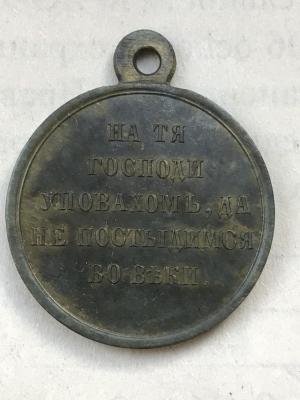 НА ТЯ
ГОСПОДИ
УПОВАХОМЪ, ДА
НЕ ПОСТЫДИМСЯ
ВО ВѢКИ.